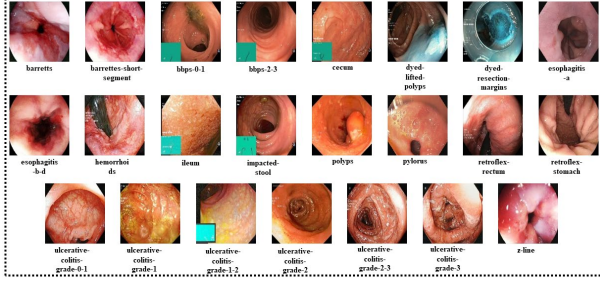 barretts barrettes-short- bbps-0-1 bbps-2-3 cecum dyed- dyed- esophagitis
segment lifted- resection- -a
polyps margins
esophagitis hemorrhoi ileum impacted- polyps pylorus retroflex- retroflex-
-b-d ds stool rectum stomach
ulcerative- ulcerative- ulcerative- ulcerative- ulcerative- ulcerative- z-line
colitis- colitis- colitis- colitis- colitis- colitis-
grade-0-1 grade-1 grade-1-2 grade-2 grade-2-3 grade-3